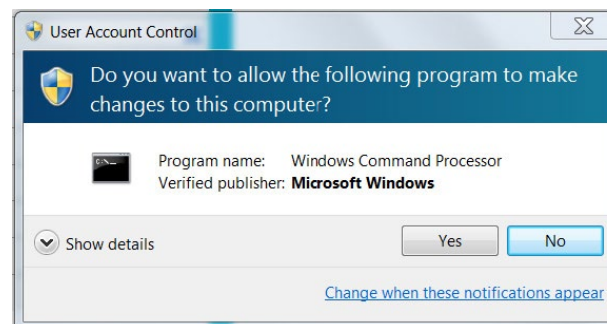 User Account Control
Do you want to allow the following program to make
changes to this computer?
C:\_
Program name: Windows Command Processor
Verified publisher: Microsoft Windows
Show details
Yes
No
Change when these notifications appear